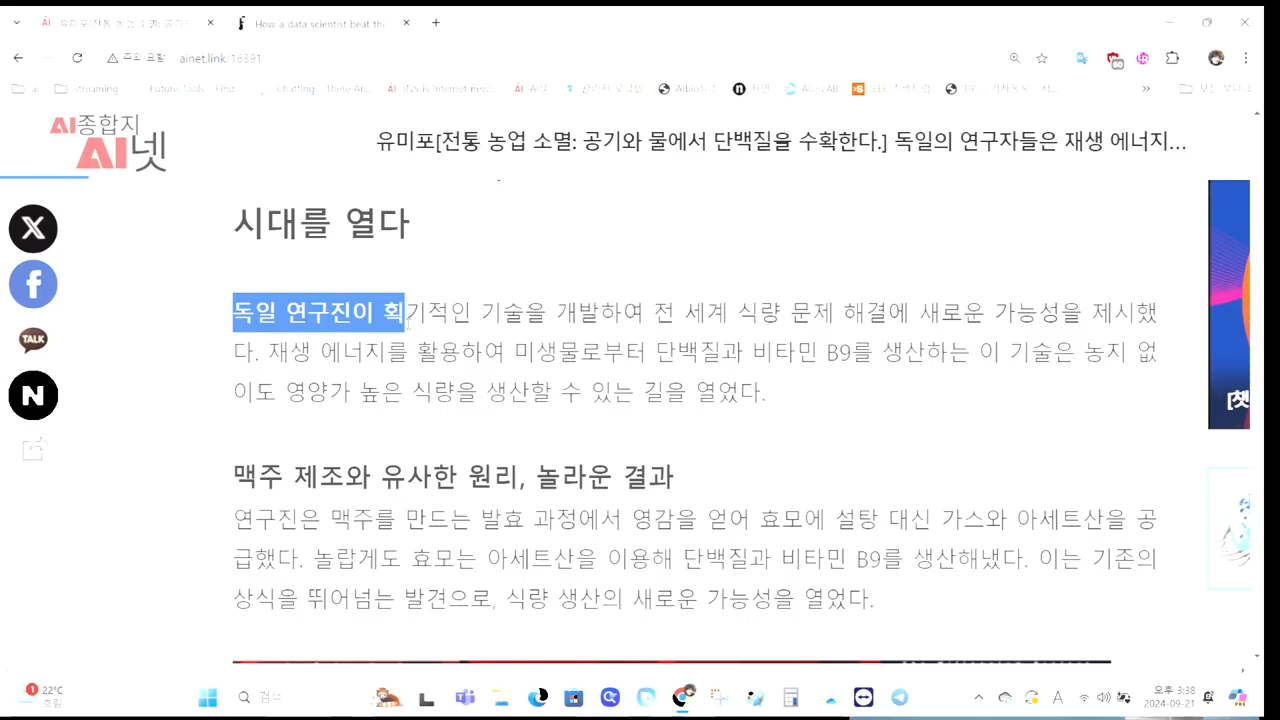 How a data scientist beat the
ainet.link/16391
streaming
Future Tools
AI종합지
AI넷
유미포[전통 농업 소멸: 공기와 물에서 단백질을 수확한다.] 독일의 연구자들은 재생 에너지...
시대를 열다
독일 연구진이 획기적인 기술을 개발하여 전 세계 식량 문제 해결에 새로운 가능성을 제시했
다. 재생 에너지를 활용하여 미생물로부터 단백질과 비타민 B9를 생산하는 이 기술은 농지 없
이도 영양가 높은 식량을 생산할 수 있는 길을 열었다.
TALK
N
맥주 제조와 유사한 원리, 놀라운 결과
연구진은 맥주를 만드는 발효 과정에서 영감을 얻어 효모에 설탕 대신 가스와 아세트산을 공
급했다. 놀랍게도 효모는 아세트산을 이용해 단백질과 비타민 B9를 생산해냈다. 이는 기존의
상식을 뛰어넘는 발견으로, 식량 생산의 새로운 가능성을 열었다.
[챗
1
22°C
흐림
검색
A
오후 3:38
2024-09-21